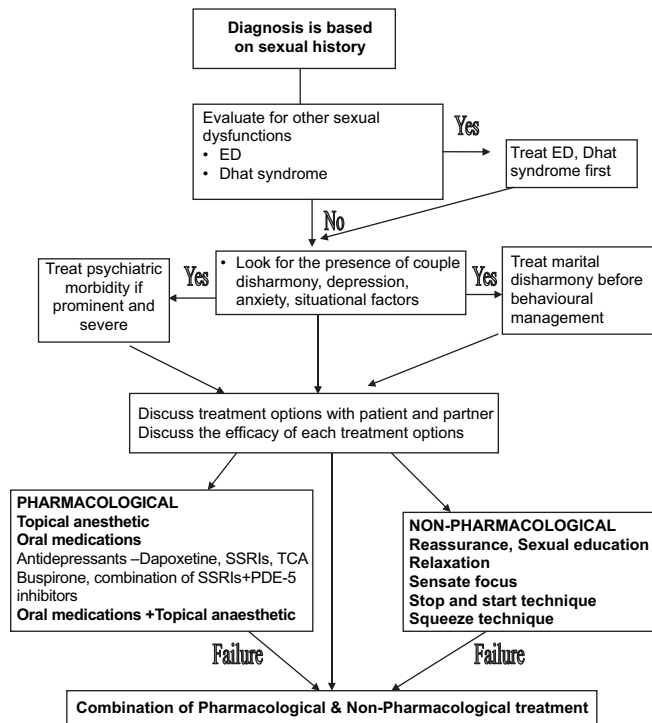 Diagnosis is based
on sexual history
Evaluate for other sexual
dysfunctions
• ED
• Dhat syndrome
Yes
Treat ED, Dhat
syndrome first
No
Treat psychiatric
morbidity if
prominent and
severe
Yes
• Look for the presence of couple
disharmony, depression,
anxiety, situational factors
Yes
Treat marital
disharmony before
behavioural
management
Discuss treatment options with patient and partner
Discuss the efficacy of each treatment options
PHARMACOLOGICAL
Topical anesthetic
Oral medications
Antidepressants –Dapoxetine, SSRIs, TCA
Buspirone, combination of SSRIs+PDE-5
inhibitors
Oral medications +Topical anaesthetic
NON-PHARMACOLOGICAL
Reassurance, Sexual education
Relaxation
Sensate focus
Stop and start technique
Squeeze technique
Failure
Failure
Combination of Pharmacological & Non-Pharmacological treatment